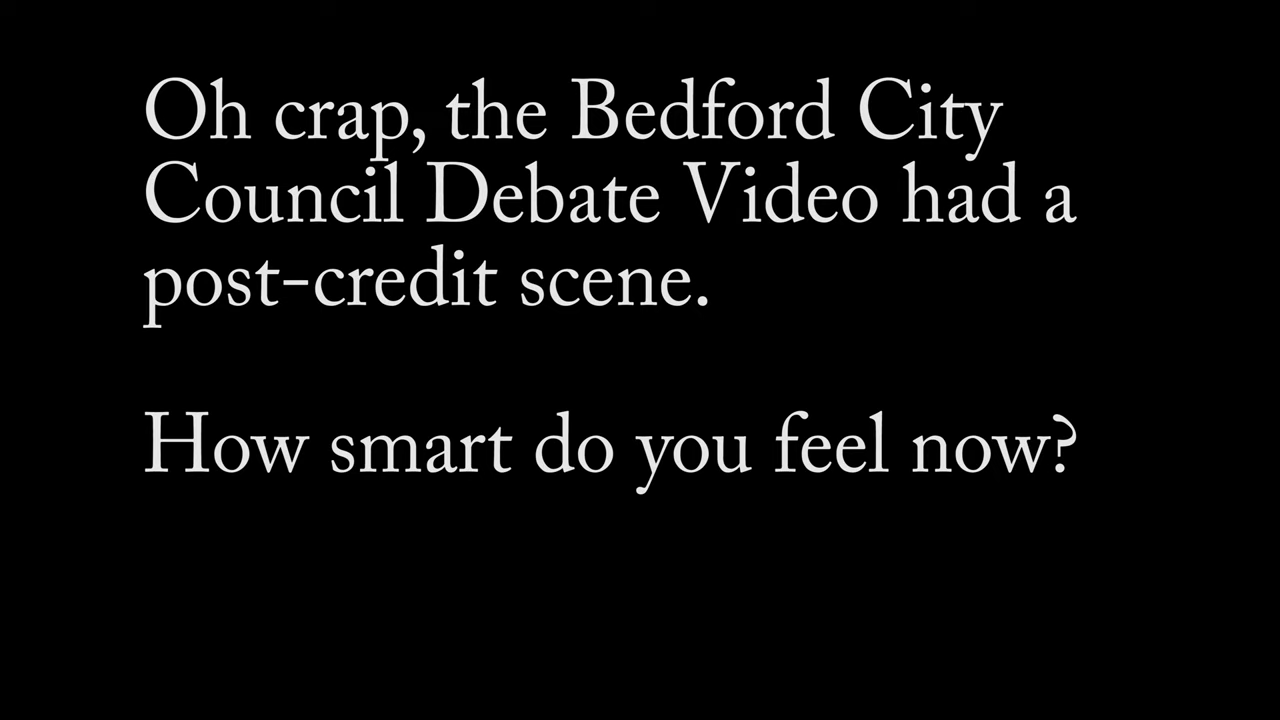 Oh crap, the Bedford City
Council Debate Video had a
post-credit scene.
How smart do you feel now?